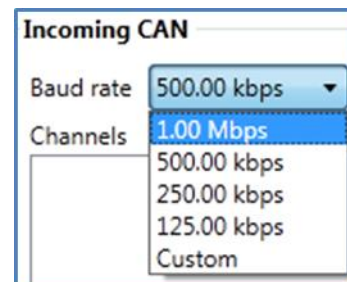 Incoming CAN
Baud rate 500.00 kbps
Channels 1.00 Mbps
500.00 kbps
250.00 kbps
125.00 kbps
Custom